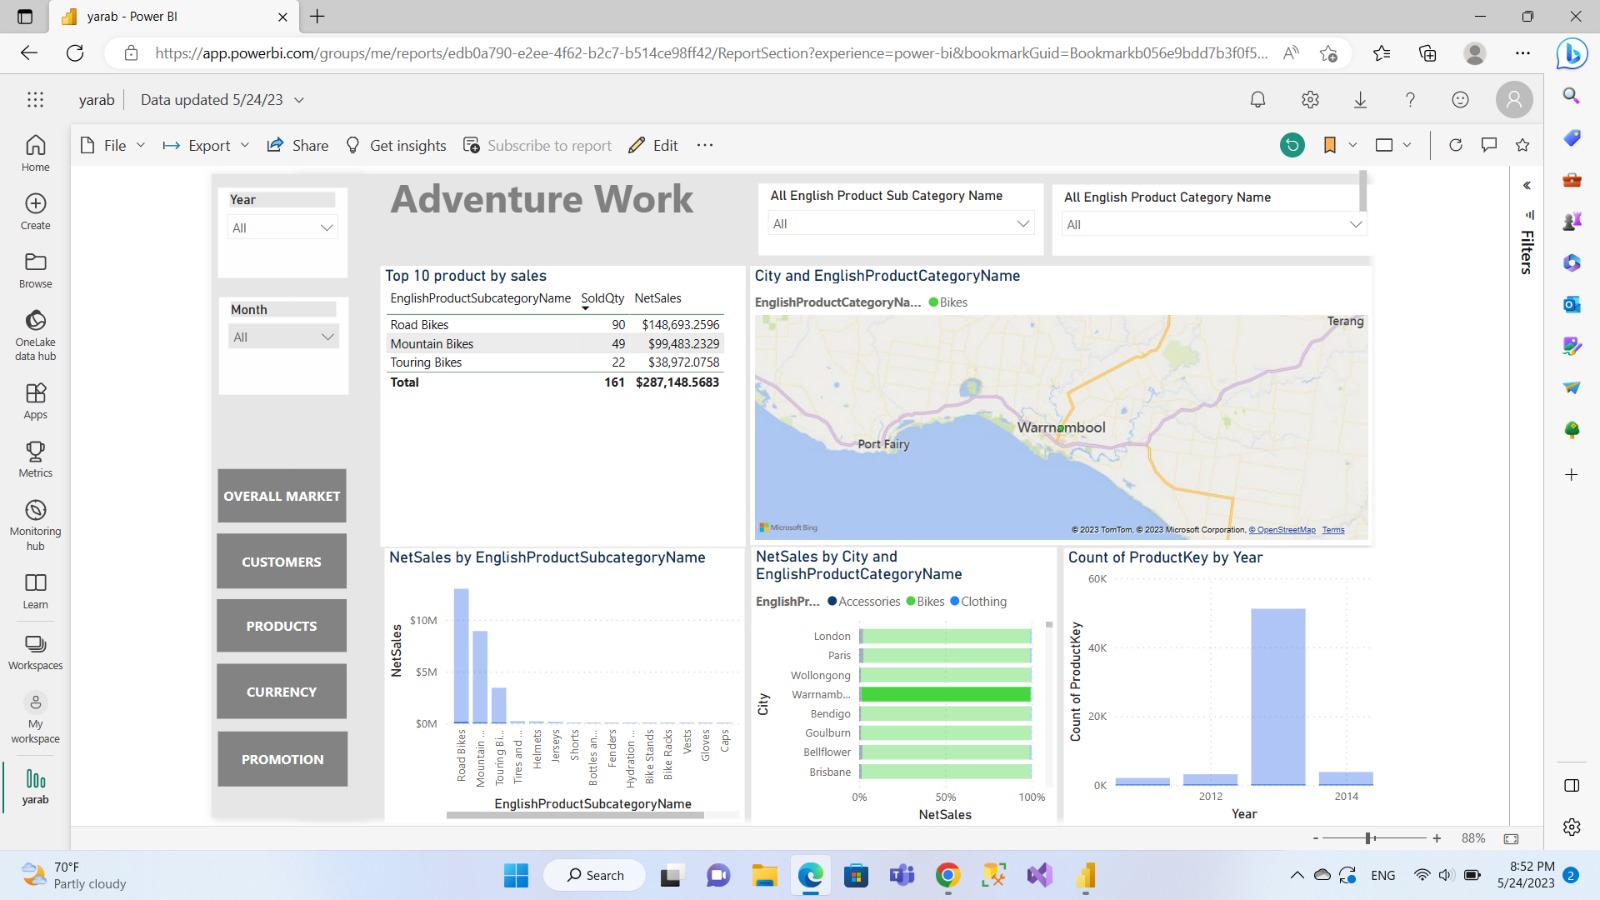 yarab - Power BI
https://app.powerbi.com/groups/me/reports/edb0a790-e2ee-4f62-b2c7-b514ce98ff42/ReportSection?experience=power-bi&bookmarkGuid=Bookmarkb056e9bdd7b3f0f5...
yarab
Data updated 5/24/23
File
Export
Share
Get insights
Subscribe to report
Edit
Home
Create
Browse
OneLake
data hub
Apps
Metrics
Monitoring
hub
Learn
Workspaces
My
workspace
yarab
Year
All
Month
All
OVERALL MARKET
CUSTOMERS
PRODUCTS
CURRENCY
PROMOTION
Adventure Work
All English Product Sub Category Name
All
All English Product Category Name
All
Filters
Top 10 product by sales
EnglishProductSubcategoryName SoldQty NetSales
Road Bikes 90 $148,693.2596
Mountain Bikes 49 $99,483.2329
Touring Bikes 22 $38,972.0758
Total 161 $287,148.5683
City and EnglishProductCategoryName
EnglishProductCategoryNa... Bikes
Terang
Warrnambool
Port Fairy
Microsoft Bing
© 2023 TomTom, © 2023 Microsoft Corporation, © OpenStreetMap Terms
NetSales by EnglishProductSubcategoryName
NetSales
$10M
$5M
$0M
Road Bikes
Mountain ...
Touring Bi...
Tires and ...
Helmets
Jerseys
Shorts
Bottles an...
Fenders
Hydration ...
Bike Stands
Bike Racks
Vests
Gloves
Caps
EnglishProductSubcategoryName
NetSales by City and
EnglishProductCategoryName
EnglishPr... Accessories Bikes Clothing
City
London
Paris
Wollongong
Warrnamb...
Bendigo
Goulburn
Bellflower
Brisbane
0% 50% 100%
NetSales
Count of ProductKey by Year
Count of ProductKey
60K
40K
20K
0K
2012 2014
Year
- + 88%
70°F
Partly cloudy
Search
ENG
8:52 PM
5/24/2023
2